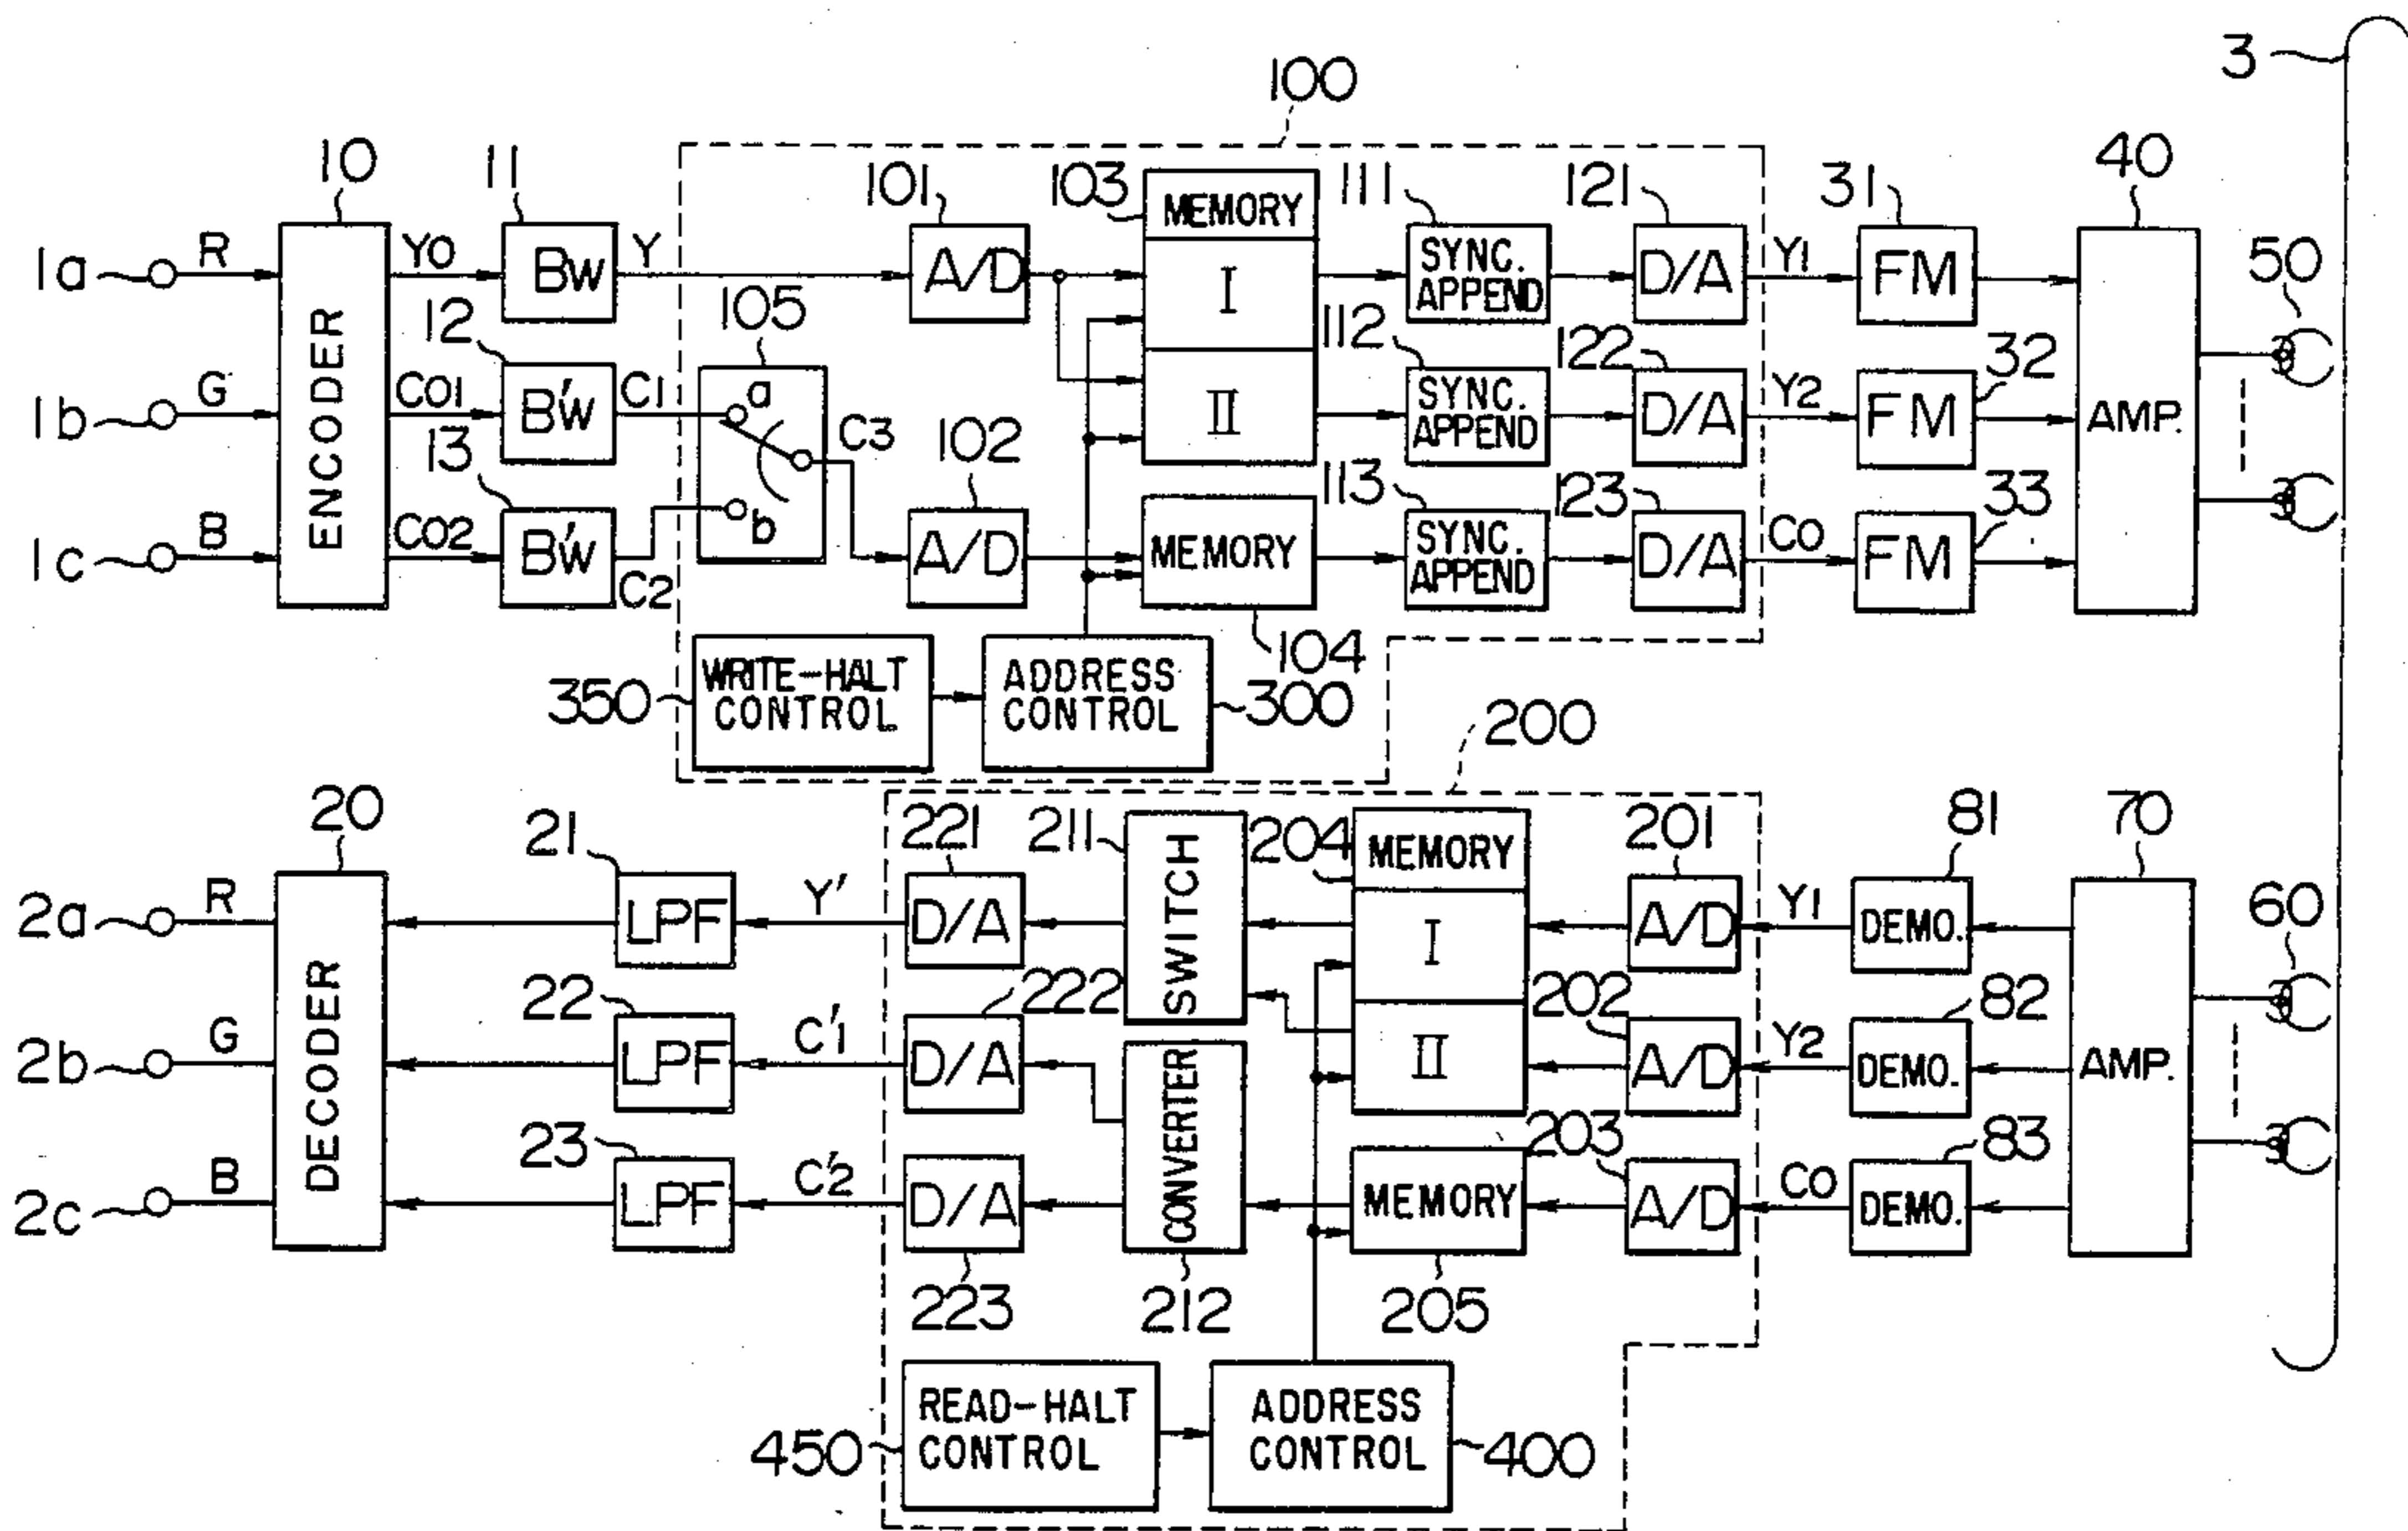 3
100
10
11
101
103
111
121
31
40
MEMORY
1a
R
Y0
BW
Y
A/D
I
SYNC.
APPEND
D/A
Y1
FM
50
ENCODER
12
105
112
122
32
1b
G
C01
B'W
C1
a
C3
II
SYNC.
APPEND
D/A
Y2
FM
AMP.
13
102
113
123
33
1c
B
C02
B'W
C2
b
A/D
MEMORY
SYNC.
APPEND
D/A
C0
FM
104
350
WRITE-HALT
CONTROL
ADDRESS
CONTROL
300
200
20
21
221
211
204
MEMORY
201
81
70
2a
R
LPF
Y'
D/A
SWITCH
I
A/D
Y1
DEMO.
60
DECODER
22
222
202
82
2b
G
LPF
C'1
D/A
II
A/D
Y2
DEMO.
AMP.
23
CONVERTER
203
83
2c
B
LPF
C'2
D/A
MEMORY
A/D
C0
DEMO.
223
212
205
450
READ-HALT
CONTROL
ADDRESS
CONTROL
400